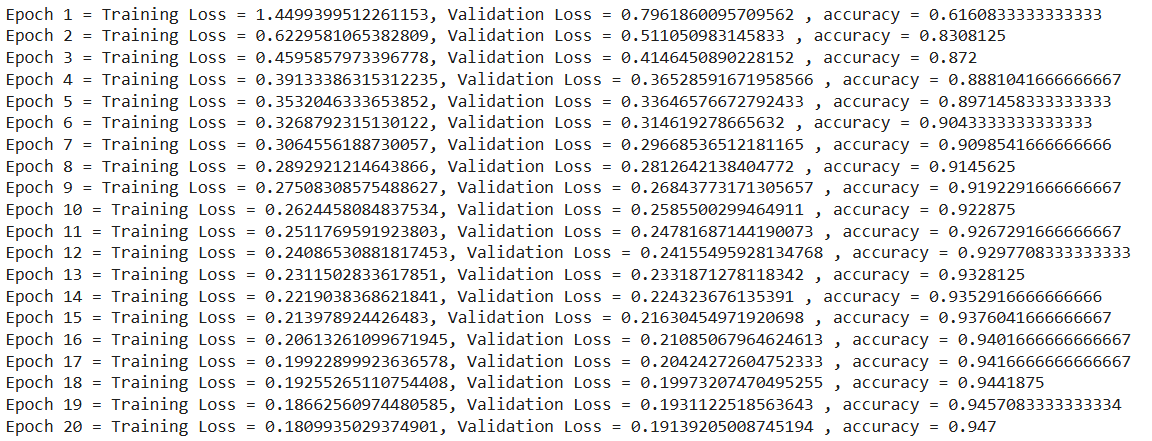 Epoch 1 = Training Loss = 1.4499399512261153, Validation Loss = 0.7961860095709562 , accuracy = 0.6160833333333333
Epoch 2 = Training Loss = 0.6229581065382809, Validation Loss = 0.511050983145833 , accuracy = 0.8308125
Epoch 3 = Training Loss = 0.4595857973396778, Validation Loss = 0.4146450890228152 , accuracy = 0.872
Epoch 4 = Training Loss = 0.39133386315312235, Validation Loss = 0.36528591671958566 , accuracy = 0.8881041666666667
Epoch 5 = Training Loss = 0.3532046333653852, Validation Loss = 0.33646576672792433 , accuracy = 0.8971458333333333
Epoch 6 = Training Loss = 0.3268792315130122, Validation Loss = 0.314619278665632 , accuracy = 0.9043333333333333
Epoch 7 = Training Loss = 0.3064556188730057, Validation Loss = 0.29668536512181165 , accuracy = 0.9098541666666666
Epoch 8 = Training Loss = 0.2892921214643866, Validation Loss = 0.2812642138404772 , accuracy = 0.9145625
Epoch 9 = Training Loss = 0.27508308575488627, Validation Loss = 0.26843773171305657 , accuracy = 0.9192291666666667
Epoch 10 = Training Loss = 0.2624458084837534, Validation Loss = 0.2585500299464911 , accuracy = 0.922875
Epoch 11 = Training Loss = 0.2511769591923803, Validation Loss = 0.24781687144190073 , accuracy = 0.9267291666666667
Epoch 12 = Training Loss = 0.24086530881817453, Validation Loss = 0.24155495928134768 , accuracy = 0.9297708333333333
Epoch 13 = Training Loss = 0.2311502833617851, Validation Loss = 0.2331871278118342 , accuracy = 0.9328125
Epoch 14 = Training Loss = 0.2219038368621841, Validation Loss = 0.224323676135391 , accuracy = 0.9352916666666666
Epoch 15 = Training Loss = 0.213978924426483, Validation Loss = 0.21630454971920698 , accuracy = 0.9376041666666667
Epoch 16 = Training Loss = 0.20613261099671945, Validation Loss = 0.21085067964624613 , accuracy = 0.9401666666666667
Epoch 17 = Training Loss = 0.19922899923636578, Validation Loss = 0.20424272604752333 , accuracy = 0.9416666666666667
Epoch 18 = Training Loss = 0.19255265110754408, Validation Loss = 0.19973207470495255 , accuracy = 0.9441875
Epoch 19 = Training Loss = 0.18662560974480585, Validation Loss = 0.1931122518563643 , accuracy = 0.9457083333333334
Epoch 20 = Training Loss = 0.1809935029374901, Validation Loss = 0.19139205008745194 , accuracy = 0.947